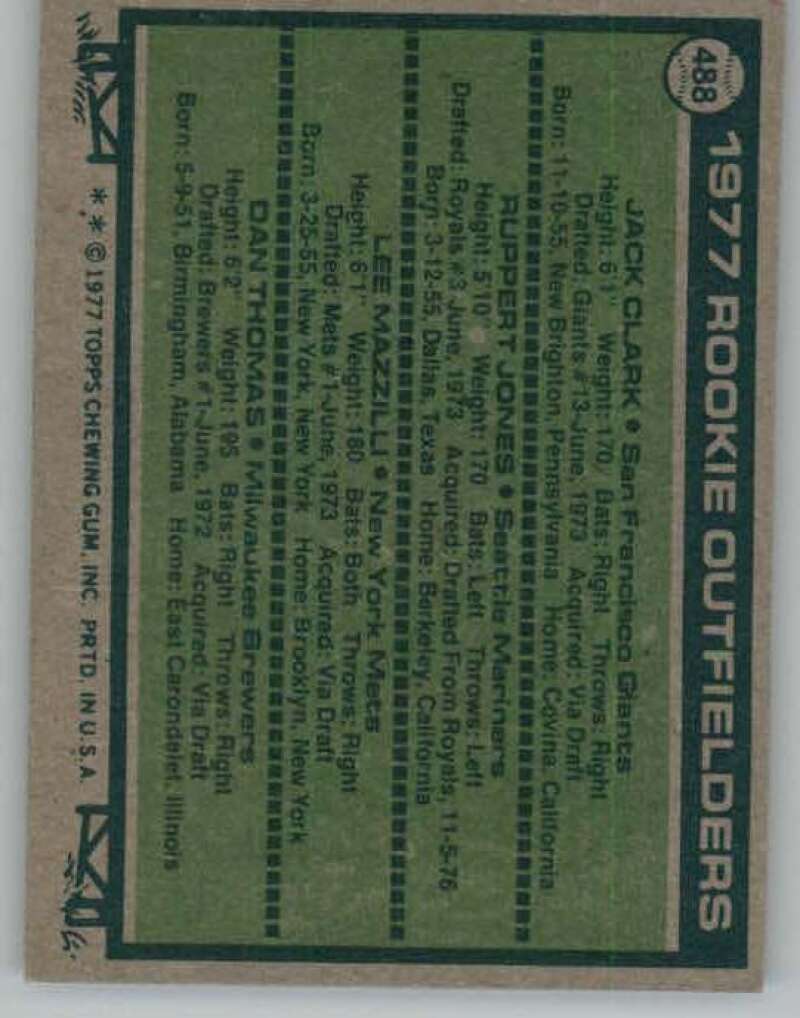 488
1977 ROOKIE OUTFIELDERS
JACK CLARK • San Francisco Giants
Height: 6'1" Weight: 170 Bats: Right Throws: Right
Drafted: Giants #13-June, 1973 Acquired: Via Draft
Born: 11-10-55, New Brighton, Pennsylvania Home: Covina, California
RUPPERT JONES • Seattle Mariners
Height: 5'10 Weight: 170 Bats: Left Throws: Left
Drafted: Royals #3-June, 1973 Acquired: Drafted From Royals, 11-5-76
Born: 3-12-55, Dallas, Texas Home: Berkeley, California
LEE MAZZILLI • New York Mets
Height: 6'1" Weight: 180 Bats: Both Throws: Right
Drafted: Mets #1-June, 1973 Acquired: Via Draft
Born: 3-25-55, New York, New York Home: Brooklyn, New York
DAN THOMAS • Milwaukee Brewers
Height: 6'2" Weight: 195 Bats: Right Throws: Right
Drafted: Brewers #1-June, 1972 Acquired: Via Draft
Born: 5-9-51, Birmingham, Alabama Home: East Carondelet, Illinois
* * © 1977 TOPPS CHEWING GUM, INC. PRTD. IN U.S.A.